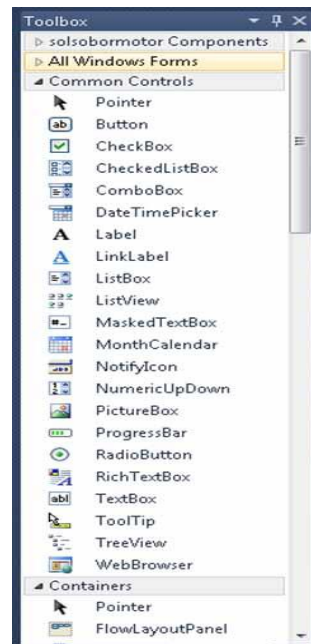 Toolbox
solsobormotor Components
All Windows Forms
Common Controls
Pointer
Button
CheckBox
CheckedListBox
ComboBox
DateTimePicker
Label
LinkLabel
ListBox
ListView
MaskedTextBox
MonthCalendar
NotifyIcon
NumericUpDown
PictureBox
ProgressBar
RadioButton
RichTextBox
TextBox
ToolTip
TreeView
WebBrowser
Containers
Pointer
FlowLayoutPanel